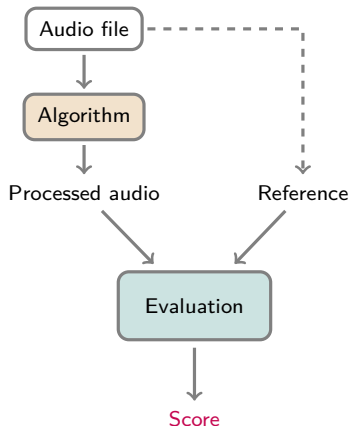 Audio file
Algorithm
Processed audio
Reference
Evaluation
Score